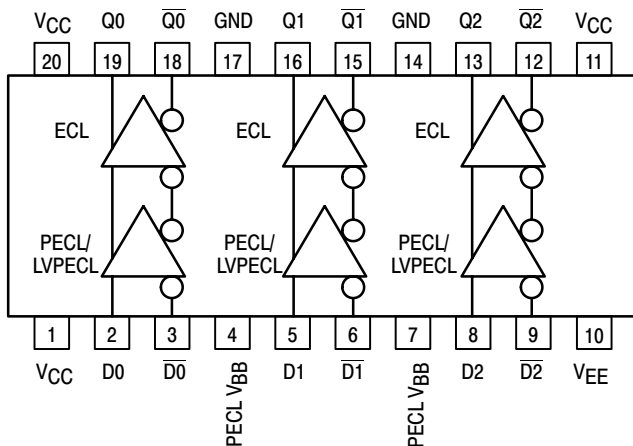 VCC Q0 Q0 GND Q1 Q1 GND Q2 Q2 VCC
20 19 18 17 16 15 14 13 12 11
ECL ECL ECL
PECL/ PECL/ PECL/
LVPECL LVPECL LVPECL
1 2 3 4 5 6 7 8 9 10
VCC D0 D0 PECL VBB D1 D1 PECL VBB D2 D2 VEE